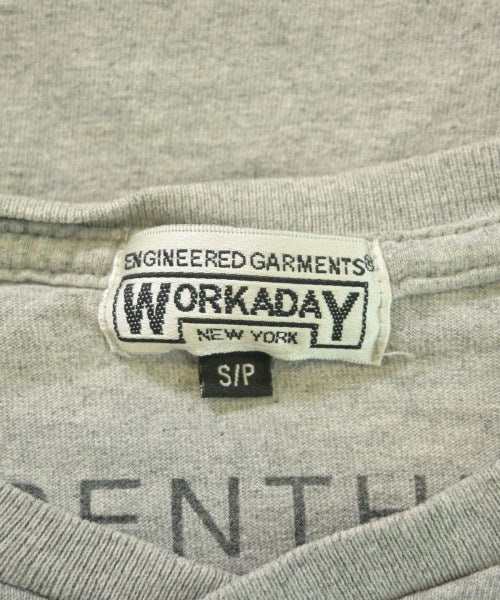 ENGINEERED GARMENTS®
WORKADAY
NEW YORK
S/P